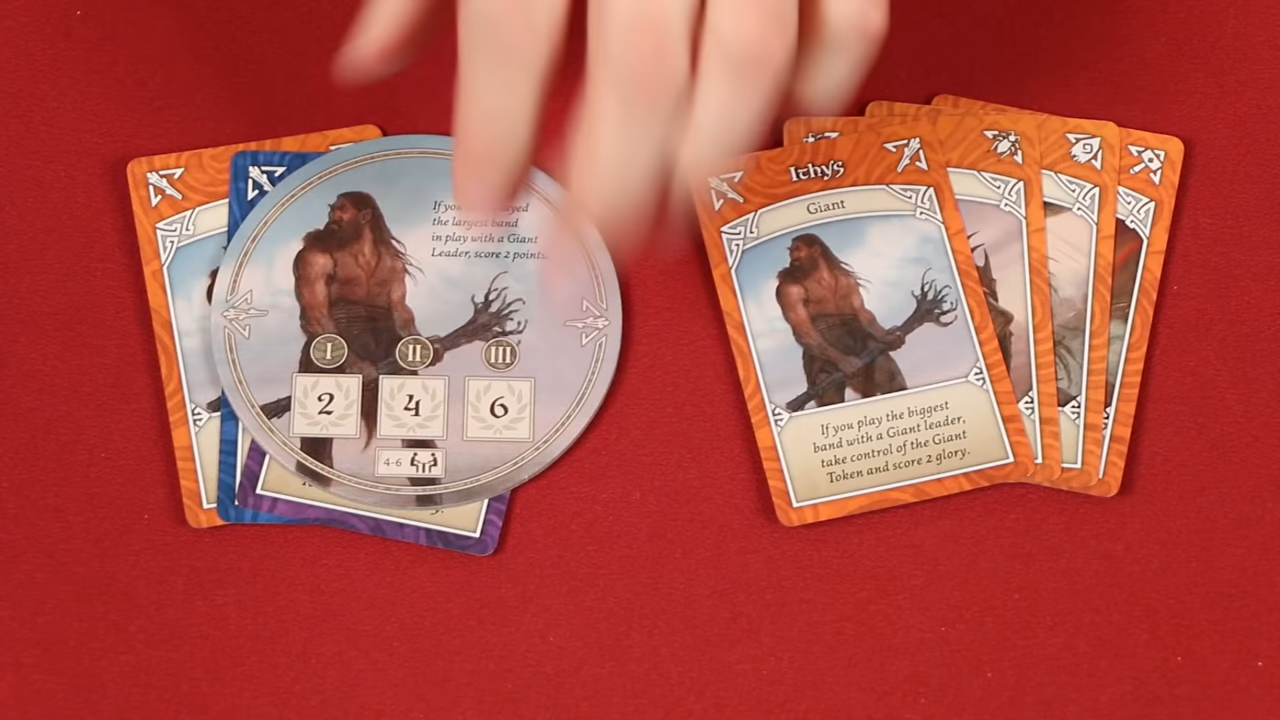 If you
the largest band
in play with a Giant
Leader, score 2 points.
I II III
2 4 6
4-6
Ithys
Giant
If you play the biggest
band with a Giant leader,
take control of the Giant
Token and score 2 glory.